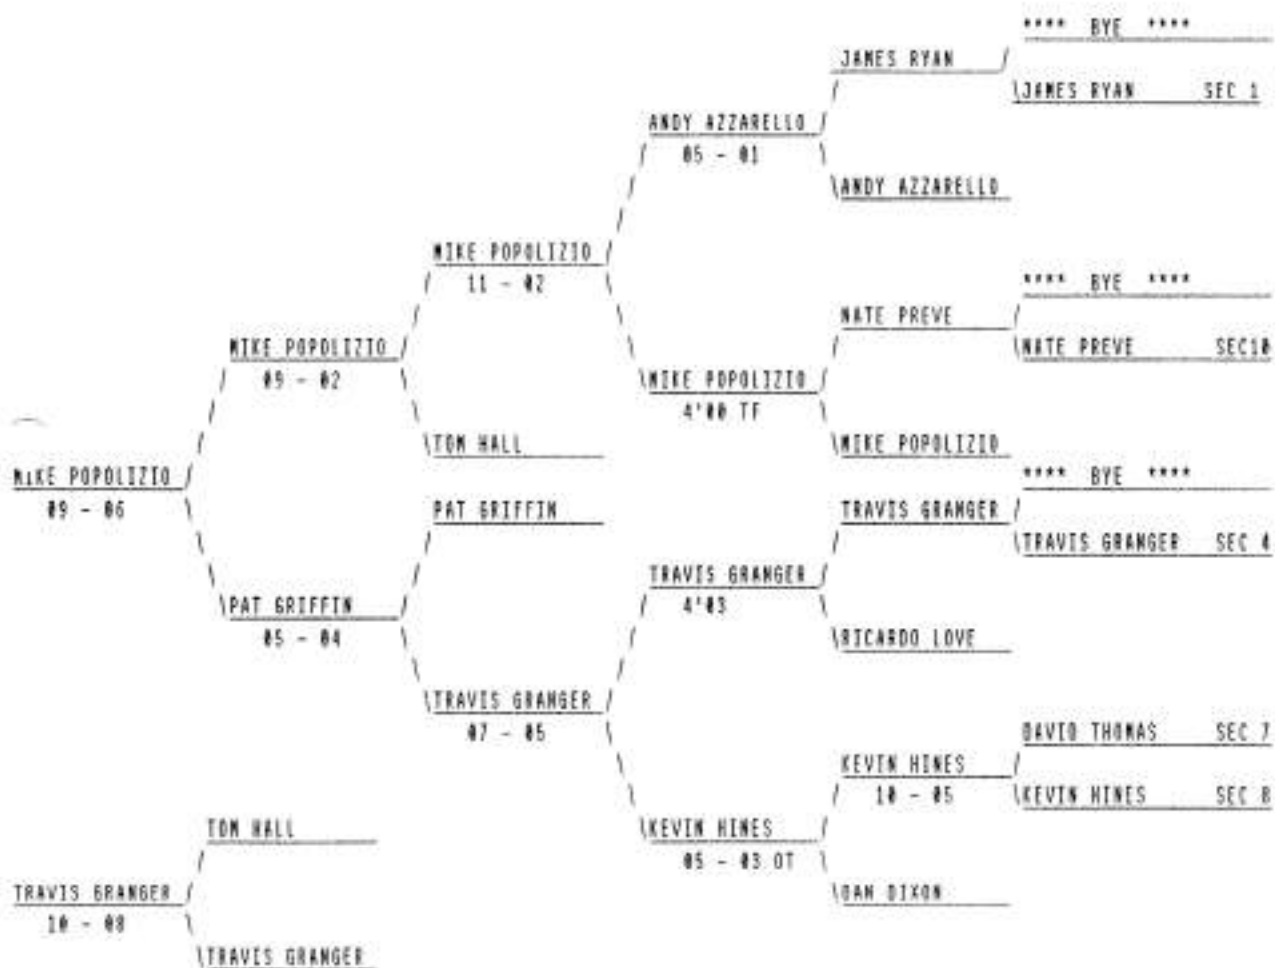 **** BYE ****
JAMES RYAN
JAMES RYAN SEC 1
ANDY AZZARELLO
05 - 01
ANDY AZZARELLO
MIKE POPOLIZIO
11 - 02
**** BYE ****
NATE PREVE
NATE PREVE SEC10
MIKE POPOLIZIO
09 - 02
MIKE POPOLIZIO
4'00 TF
TOM HALL
MIKE POPOLIZIO
MIKE POPOLIZIO
09 - 06
**** BYE ****
PAT GRIFFIN
TRAVIS GRANGER
TRAVIS GRANGER SEC 4
TRAVIS GRANGER
4'03
PAT GRIFFIN
05 - 04
RICARDO LOVE
TRAVIS GRANGER
07 - 05
DAVID THOMAS SEC 7
KEVIN HINES
10 - 05
KEVIN HINES SEC 8
TOM HALL
KEVIN HINES
05 - 03 OT
TRAVIS GRANGER
10 - 08
DAN DIXON
TRAVIS GRANGER